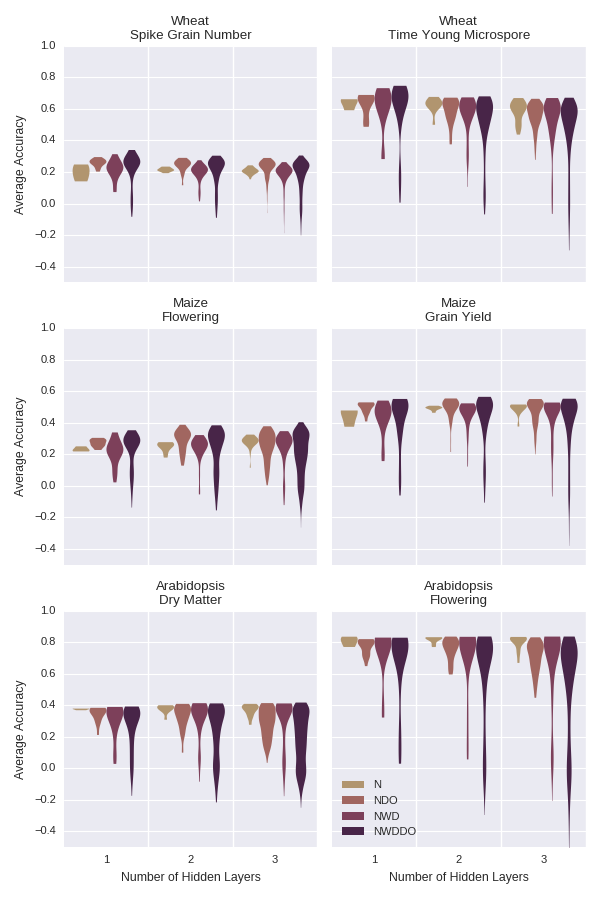 Wheat
Spike Grain Number
Wheat
Time Young Microspore
1.0
0.8
0.6
0.4
0.2
0.0
−0.2
−0.4
Average Accuracy
Maize
Flowering
Maize
Grain Yield
1.0
0.8
0.6
0.4
0.2
0.0
−0.2
−0.4
Average Accuracy
Arabidopsis
Dry Matter
Arabidopsis
Flowering
1.0
0.8
0.6
0.4
0.2
0.0
−0.2
−0.4
Average Accuracy
N
NDO
NWD
NWDDO
1 2 3
1 2 3
Number of Hidden Layers
Number of Hidden Layers